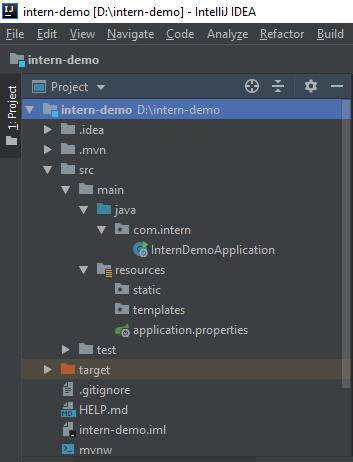 intern-demo [D:\intern-demo] - IntelliJ IDEA
File Edit View Navigate Code Analyze Refactor Build
intern-demo
1: Project
Project
intern-demo D:\intern-demo
.idea
.mvn
src
main
java
com.intern
InternDemoApplication
resources
static
templates
application.properties
test
target
.gitignore
HELP.md
intern-demo.iml
mvnw